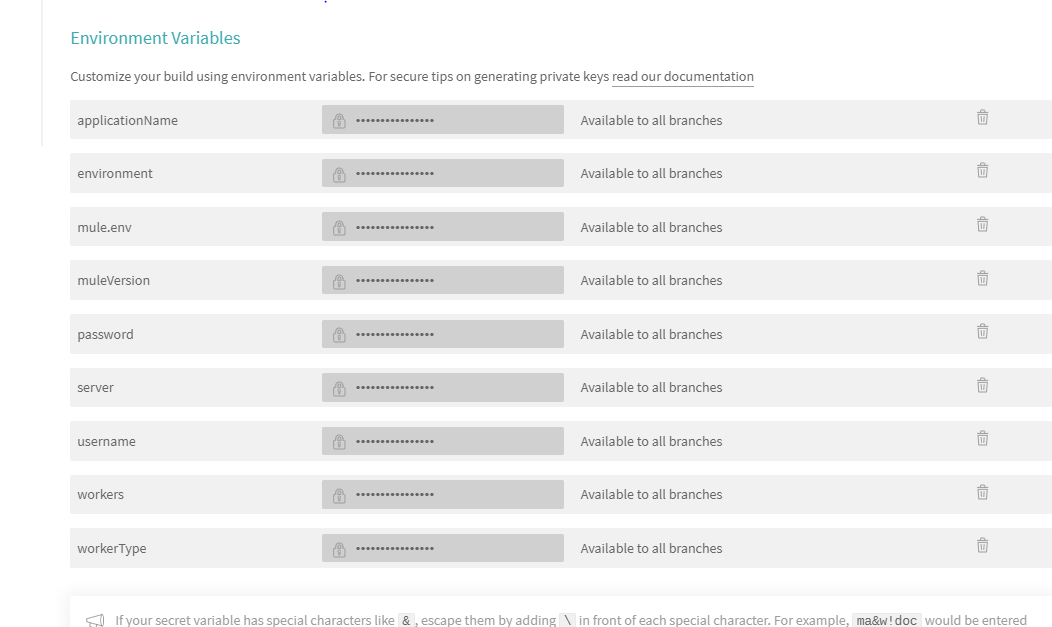 Environment Variables
Customize your build using environment variables. For secure tips on generating private keys read our documentation
applicationName •••••••••••••••• Available to all branches
environment •••••••••••••••• Available to all branches
mule.env •••••••••••••••• Available to all branches
muleVersion •••••••••••••••• Available to all branches
password •••••••••••••••• Available to all branches
server •••••••••••••••• Available to all branches
username •••••••••••••••• Available to all branches
workers •••••••••••••••• Available to all branches
workerType •••••••••••••••• Available to all branches
If your secret variable has special characters like & , escape them by adding \ in front of each special character. For example, ma&w!doc would be entered